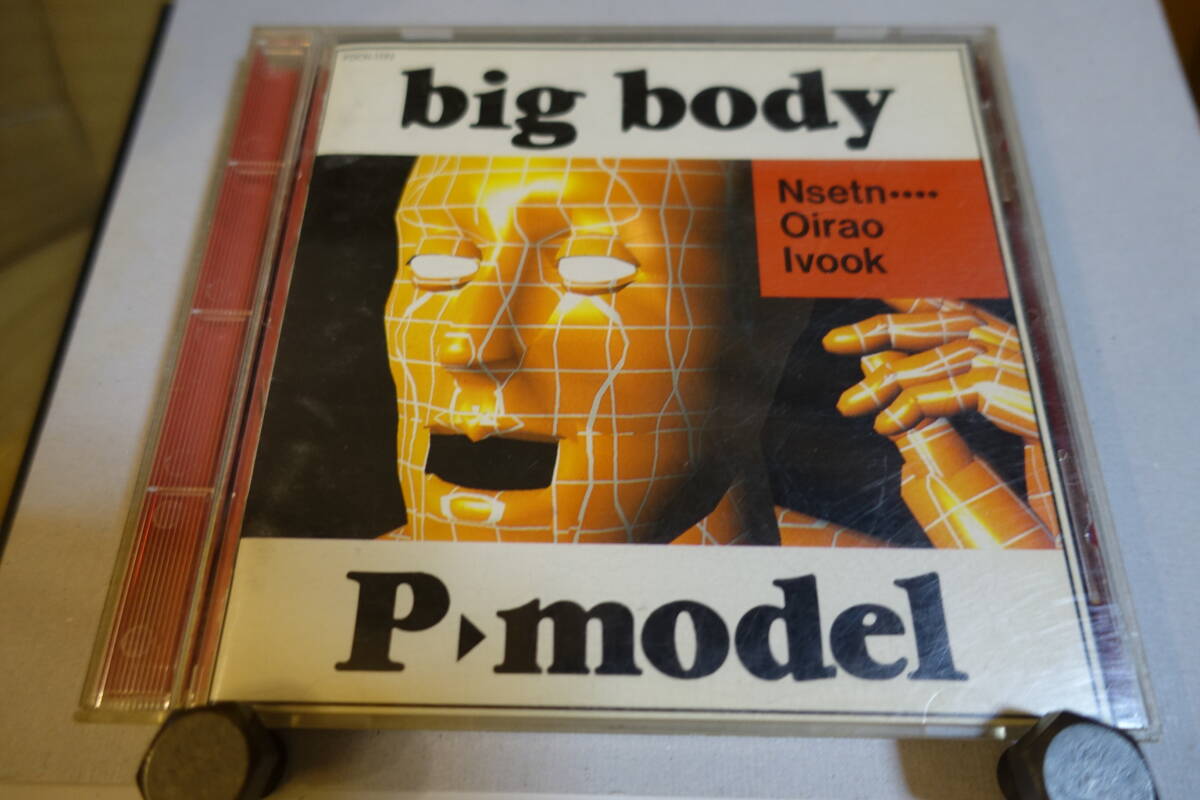 big body
Nsetn••••
Oirao
Ivook
P▶model